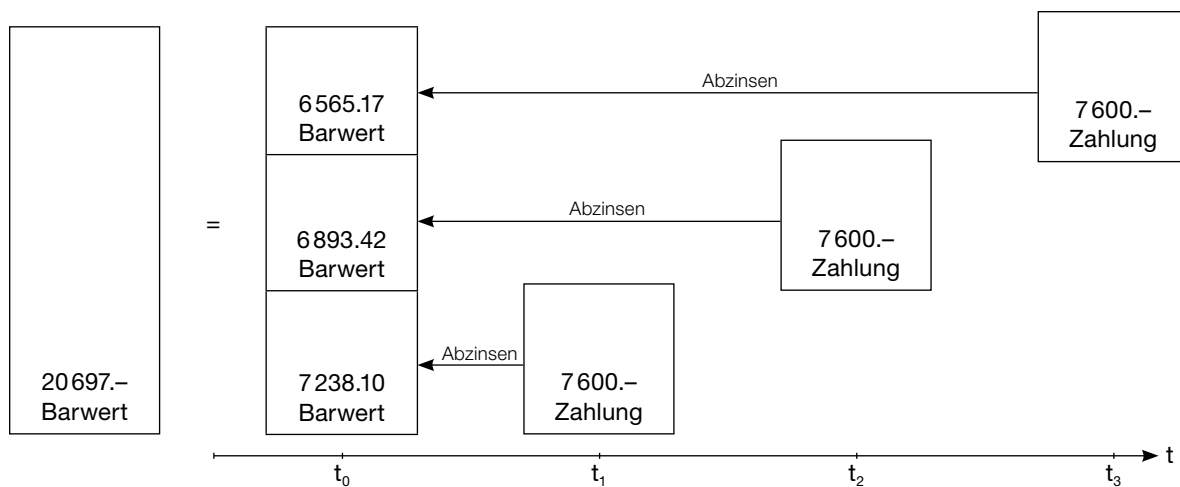 Abzinsen
6 565.17
Barwert
7 600.–
Zahlung
Abzinsen
=
6 893.42
Barwert
7 600.–
Zahlung
Abzinsen
20 697.–
Barwert
7 238.10
Barwert
7 600.–
Zahlung
t
t0 t1 t2 t3